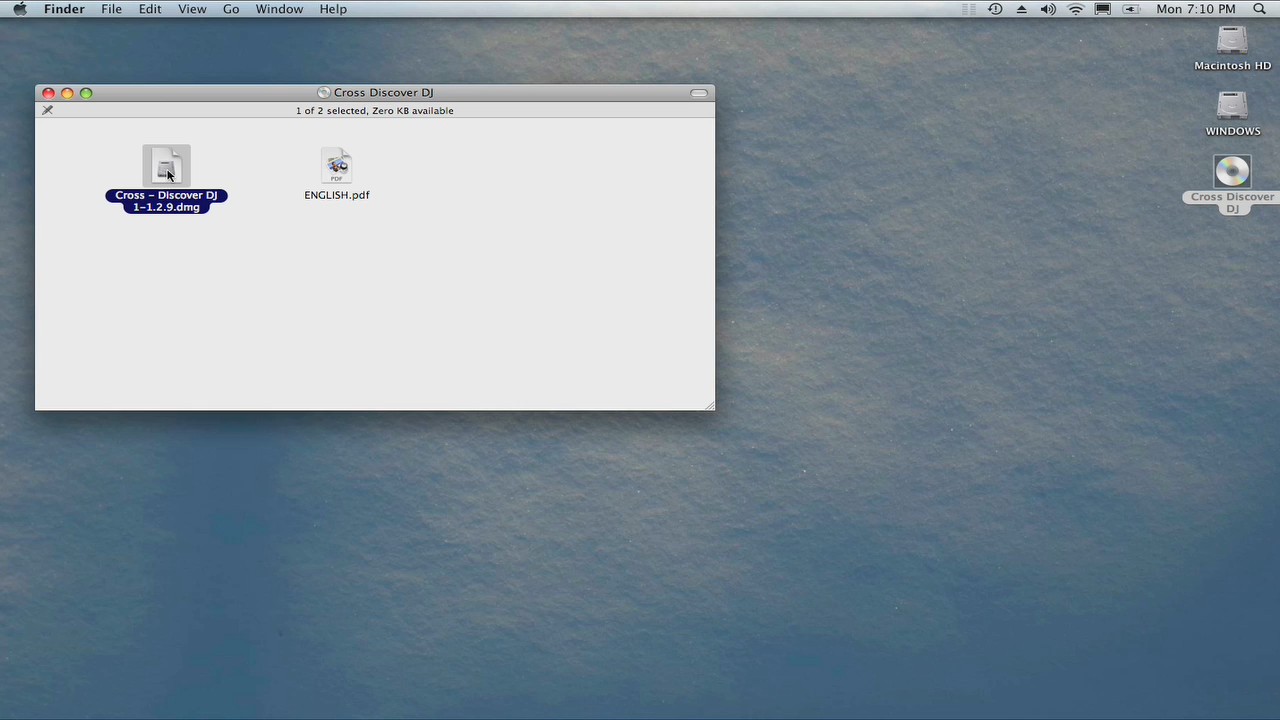 Finder File Edit View Go Window Help Mon 7:10 PM
Macintosh HD
Cross Discover DJ
1 of 2 selected, Zero KB available
WINDOWS
PDF
Cross – Discover DJ
1-1.2.9.dmg
ENGLISH.pdf
Cross Discover
DJ